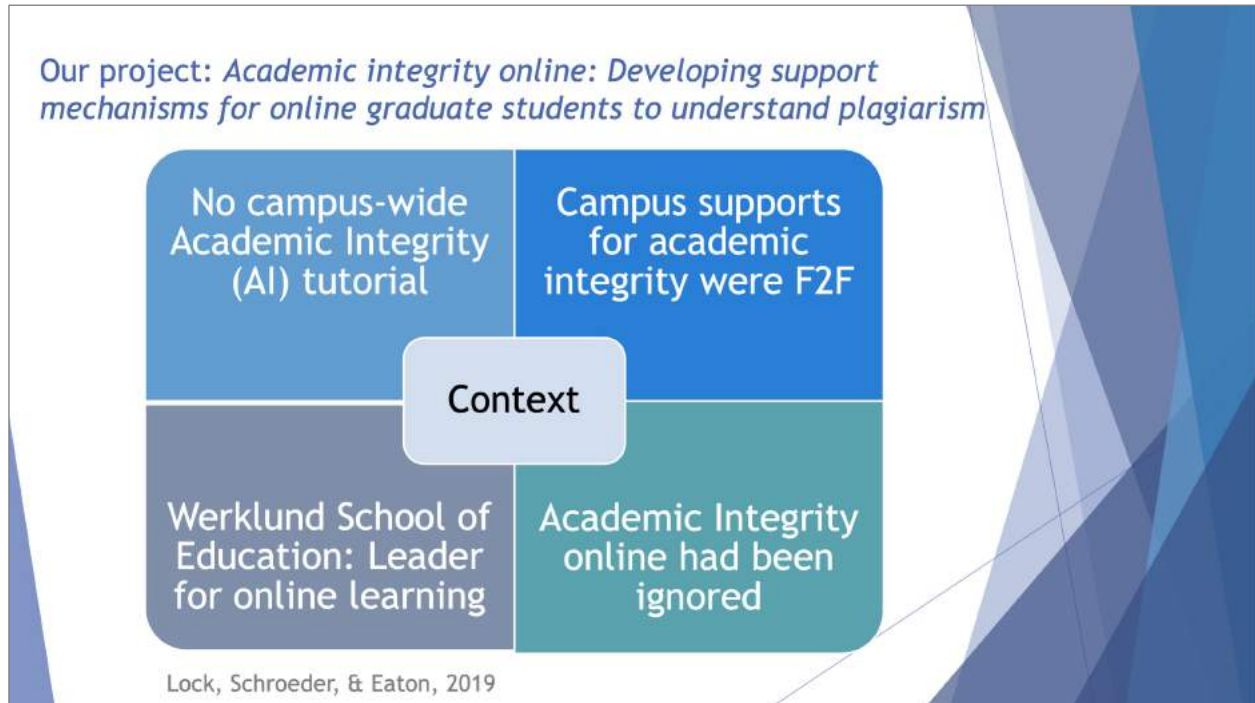 Our project: Academic integrity online: Developing support
mechanisms for online graduate students to understand plagiarism
No campus-wide
Academic Integrity
(AI) tutorial
Campus supports
for academic
integrity were F2F
Context
Werklund School of
Education: Leader
for online learning
Academic Integrity
online had been
ignored
Lock, Schroeder, & Eaton, 2019